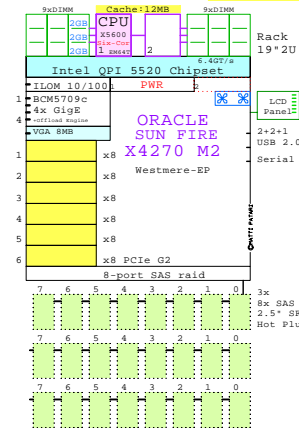 9xDIMM Cache:12MB 9xDIMM
2GB CPU
2GB X5600
2GB Six-Cor
1 EM64T 2
Rack
19"2U
6.4GT/s
Intel QPI 5520 Chipset
ILOM 10/100 PWR 2
1 BCM5709c
4x GigE
4 +Offload Engine
VGA 8MB
LCD
Panel
ORACLE
SUN FIRE
X4270 M2
Westmere-EP
2+2+1
USB 2.0
Serial
1 x8
2 x8
3 x8
4 x8
5 x8
6 x8 PCIe G2
8-port SAS raid
7 6 5 4 3 2 1 0
3x
8x SAS
2.5" SF
Hot Plu
7 6 5 4 3 2 1 0
7 6 5 4 3 2 1 0